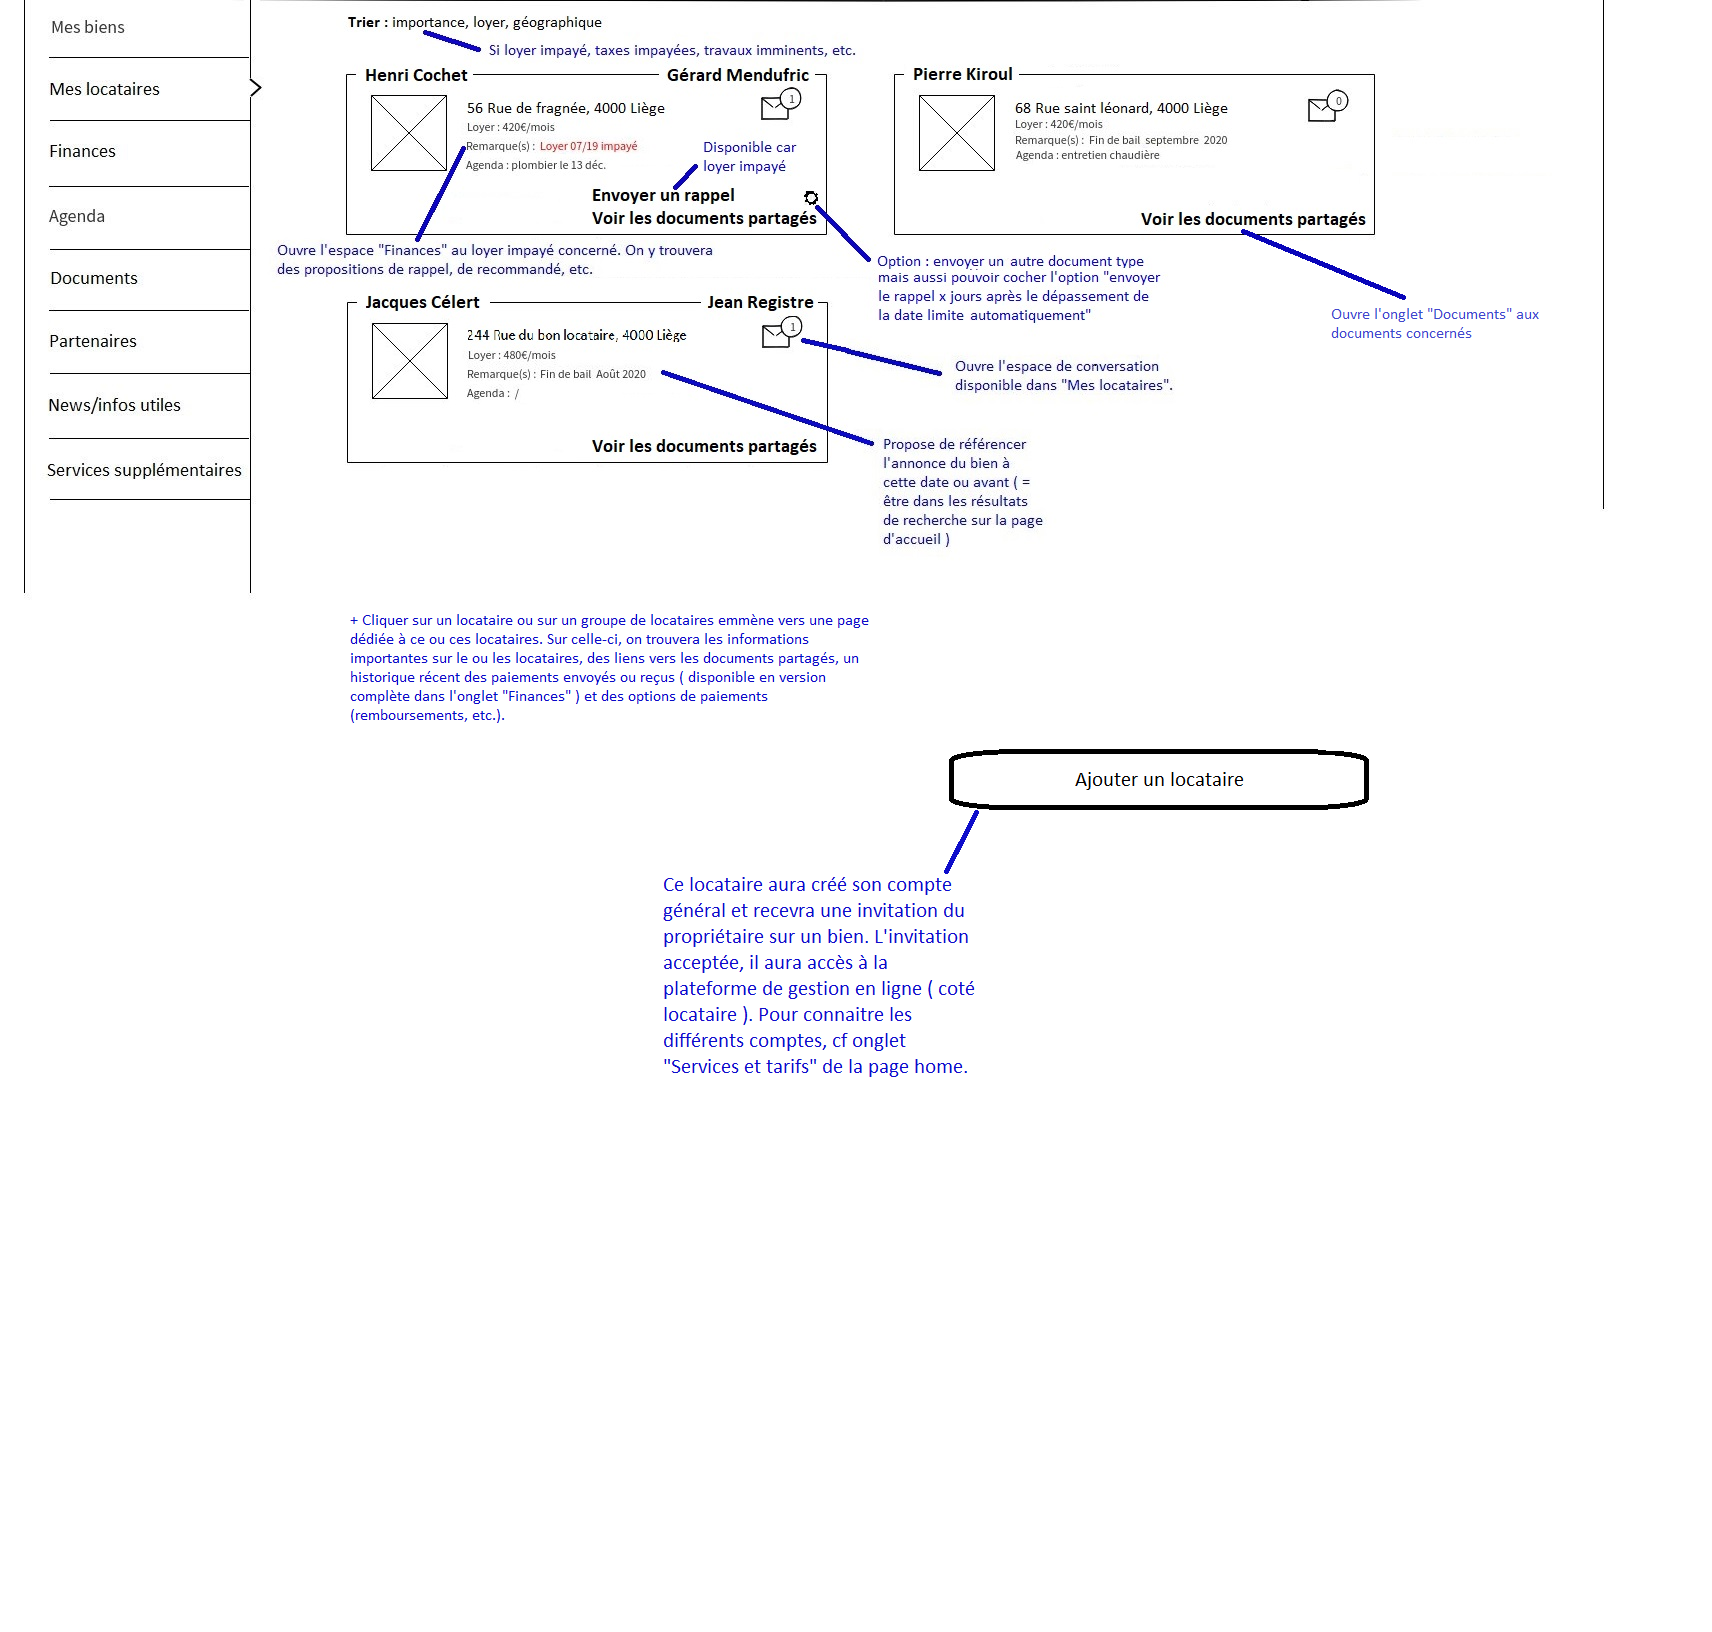 Mes biens
Mes locataires
Finances
Agenda
Documents
Partenaires
News/infos utiles
Services supplémentaires
Trier : importance, loyer, géographique
Si loyer impayé, taxes impayées, travaux imminents, etc.
Henri Cochet
Gérard Mendufric
56 Rue de fragnée, 4000 Liège
1
Loyer : 420€/mois
Remarque(s) : Loyer 07/19 impayé
Agenda : plombier le 13 déc.
Disponible car
loyer impayé
Envoyer un rappel
Voir les documents partagés
Pierre Kiroul
68 Rue saint léonard, 4000 Liège
0
Loyer : 420€/mois
Remarque(s) : Fin de bail septembre 2020
Agenda : entretien chaudière
Voir les documents partagés
Ouvre l'espace "Finances" au loyer impayé concerné. On y trouvera
des propositions de rappel, de recommandé, etc.
Option : envoyer un autre document type
mais aussi pouvoir cocher l'option "envoyer
le rappel x jours après le dépassement de
la date limite automatiquement"
Ouvre l'onglet "Documents" aux
documents concernés
Jacques Célert
Jean Registre
244 Rue du bon locataire, 4000 Liège
1
Loyer : 480€/mois
Remarque(s) : Fin de bail Août 2020
Agenda : /
Voir les documents partagés
Ouvre l'espace de conversation
disponible dans "Mes locataires".
Propose de référencer
l'annonce du bien à
cette date ou avant ( =
être dans les résultats
de recherche sur la page
d'accueil )
+ Cliquer sur un locataire ou sur un groupe de locataires emmène vers une page
dédiée à ce ou ces locataires. Sur celle-ci, on trouvera les informations
importantes sur le ou les locataires, des liens vers les documents partagés, un
historique récent des paiements envoyés ou reçus ( disponible en version
complète dans l'onglet "Finances" ) et des options de paiements
(remboursements, etc.).
Ajouter un locataire
Ce locataire aura créé son compte
général et recevra une invitation du
propriétaire sur un bien. L'invitation
acceptée, il aura accès à la
plateforme de gestion en ligne ( coté
locataire ). Pour connaitre les
différents comptes, cf onglet
"Services et tarifs" de la page home.